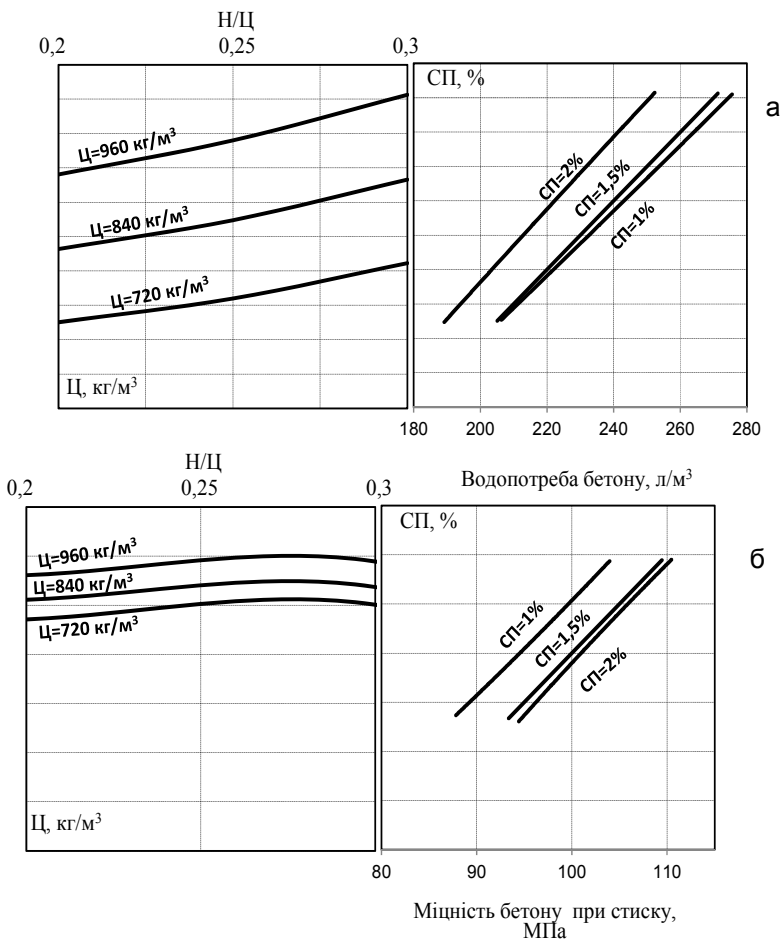 Н/Ц
0,2 0,25 0,3
СП, %
а
Ц=960 кг/м³
Ц=840 кг/м³
Ц=720 кг/м³
СП=2%
СП=1,5%
СП=1%
Ц, кг/м³
180 200 220 240 260 280
Водопотреба бетону, л/м³
Н/Ц
0,2 0,25 0,3
СП, %
б
Ц=960 кг/м³
Ц=840 кг/м³
Ц=720 кг/м³
СП=1%
СП=1,5%
СП=2%
Ц, кг/м³
80 90 100 110
Міцність бетону при стиску,
МПа